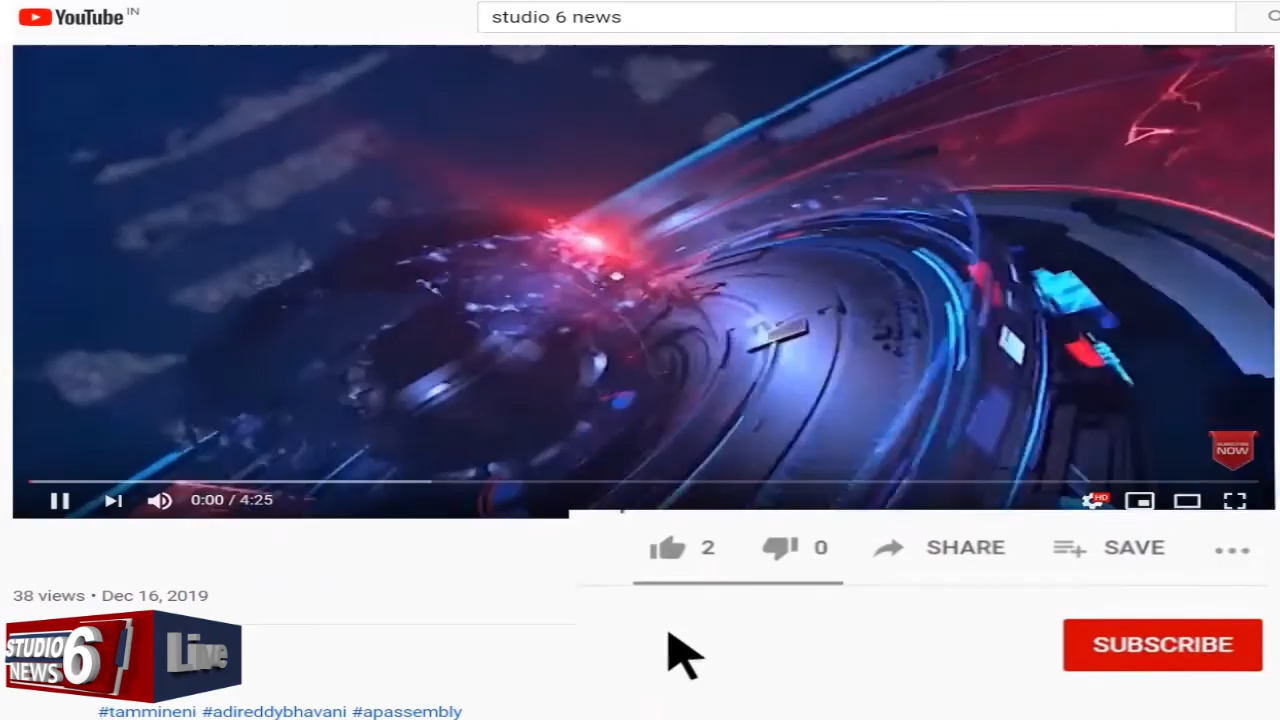 YouTube IN
studio 6 news
SUBSCRIBE
NOW
0:00 / 4:25
HD
2 0 SHARE SAVE
38 views • Dec 16, 2019
STUDIO 6 NEWS Live
SUBSCRIBE
#tammineni #adireddybhavani #apassembly